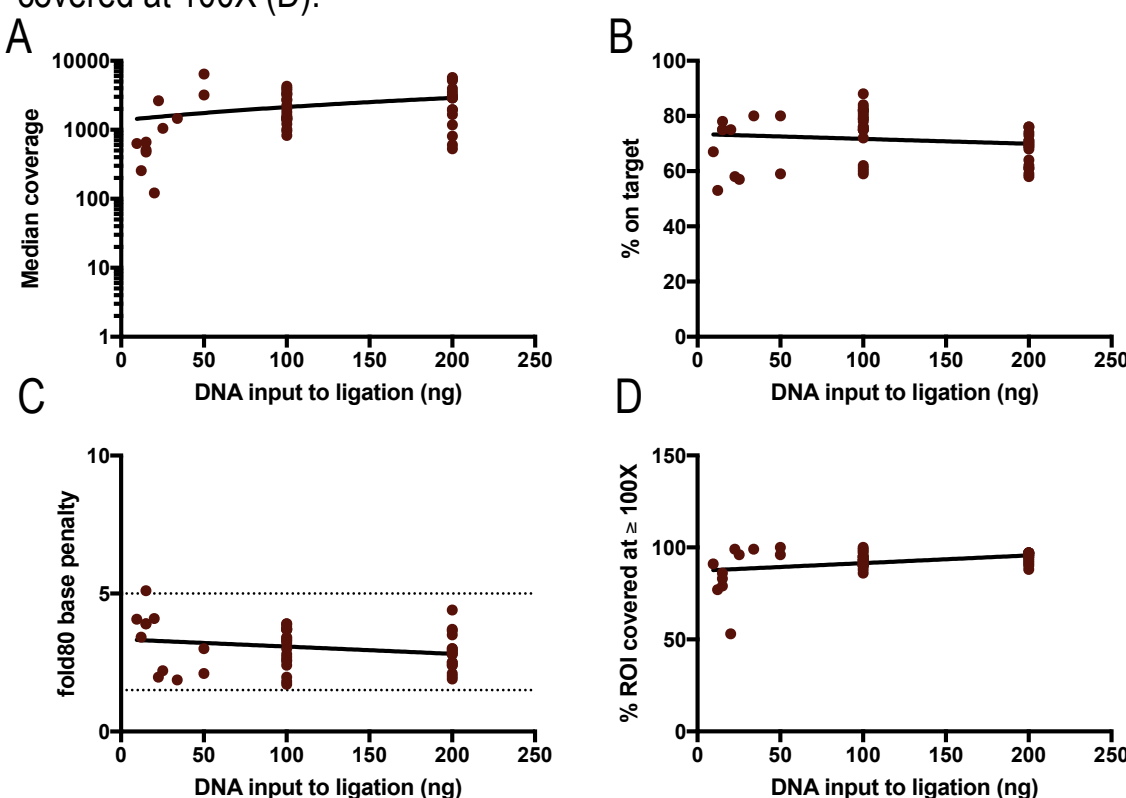 covered at 100X (D).
A
Median coverage
10000
1000
100
10
1
0 50 100 150 200 250
DNA input to ligation (ng)
B
% on target
100
80
60
40
20
0
0 50 100 150 200 250
DNA input to ligation (ng)
C
fold80 base penalty
10
5
0
0 50 100 150 200 250
DNA input to ligation (ng)
D
% ROI covered at ≥ 100X
150
100
50
0
0 50 100 150 200 250
DNA input to ligation (ng)